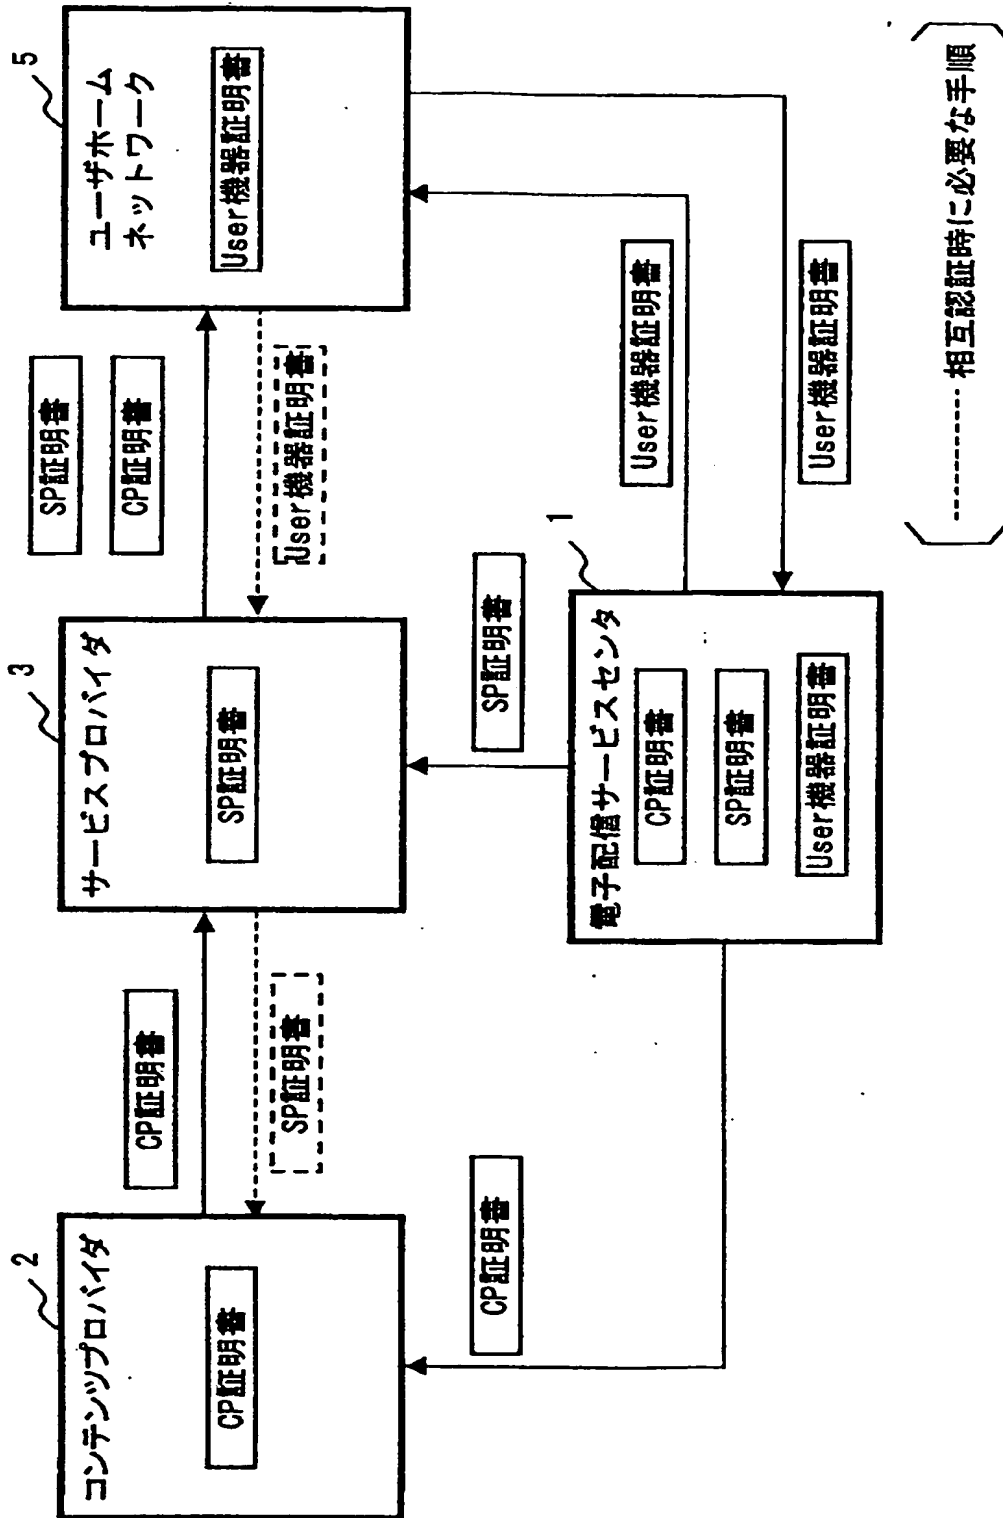 2
コンテンツプロバイダ
CP証明書
CP証明書
SP証明書
3
サービスプロバイダ
SP証明書
SP証明書
CP証明書
User機器証明書
5
ユーザホーム
ネットワーク
User機器証明書
CP証明書
SP証明書
1
電子配信サービスセンタ
CP証明書
SP証明書
User機器証明書
User機器証明書
User機器証明書
相互認証時に必要な手順